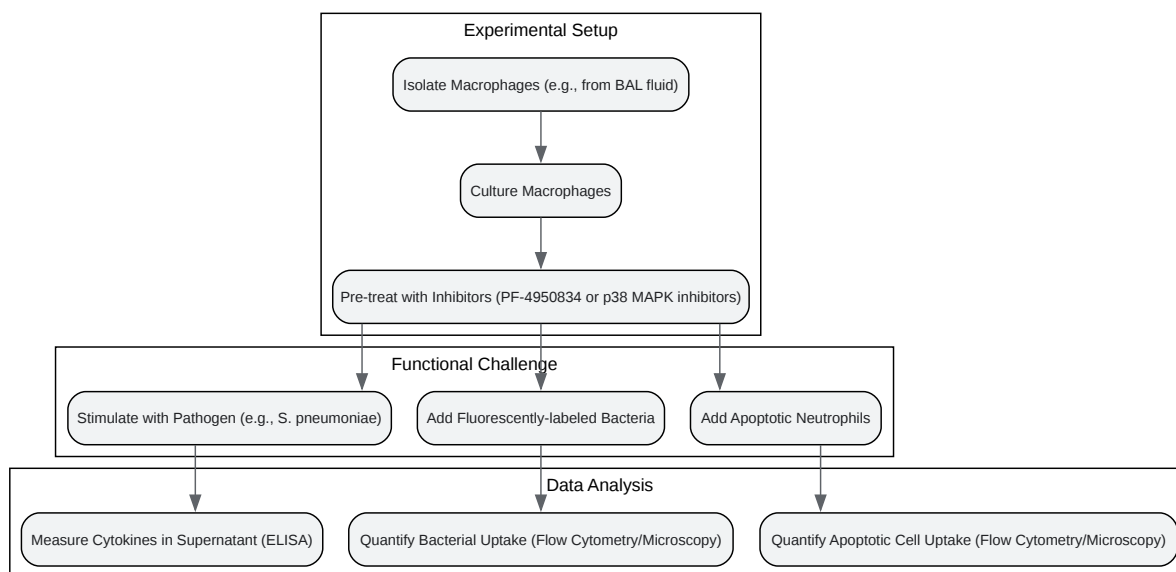 Experimental Setup
Isolate Macrophages (e.g., from BAL fluid)
Culture Macrophages
Pre-treat with Inhibitors (PF-4950834 or p38 MAPK inhibitors)
Functional Challenge
Stimulate with Pathogen (e.g., S. pneumoniae)
Add Fluorescently-labeled Bacteria
Add Apoptotic Neutrophils
Data Analysis
Measure Cytokines in Supernatant (ELISA)
Quantify Bacterial Uptake (Flow Cytometry/Microscopy)
Quantify Apoptotic Cell Uptake (Flow Cytometry/Microscopy)